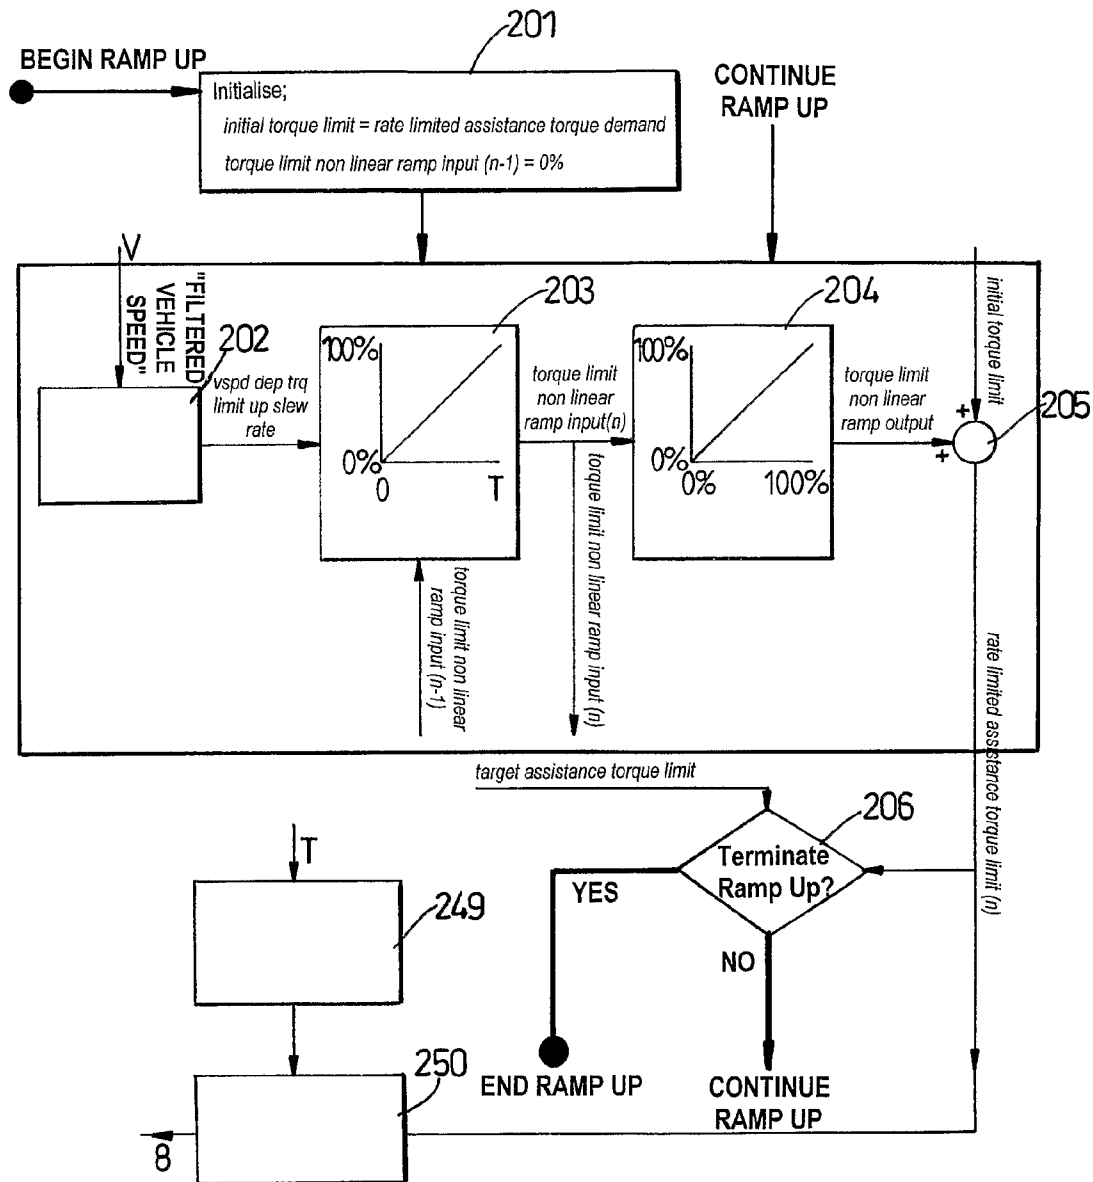 201
BEGIN RAMP UP
Initialise;
initial torque limit = rate limited assistance torque demand
torque limit non linear ramp input (n-1) = 0%
CONTINUE
RAMP UP
V
"FILTERED
VEHICLE
SPEED"
202
vspd dep trq
limit up slew
rate
203
100%
0%
0
T
torque limit
non linear
ramp input(n)
torque limit non linear
ramp input (n-1)
torque limit non linear ramp input (n)
204
100%
0%
0%
100%
torque limit
non linear
ramp output
initial torque limit
+
+
205
rate limited assistance torque limit (n)
target assistance torque limit
206
Terminate
Ramp Up?
YES
NO
END RAMP UP
CONTINUE
RAMP UP
T
249
250
8